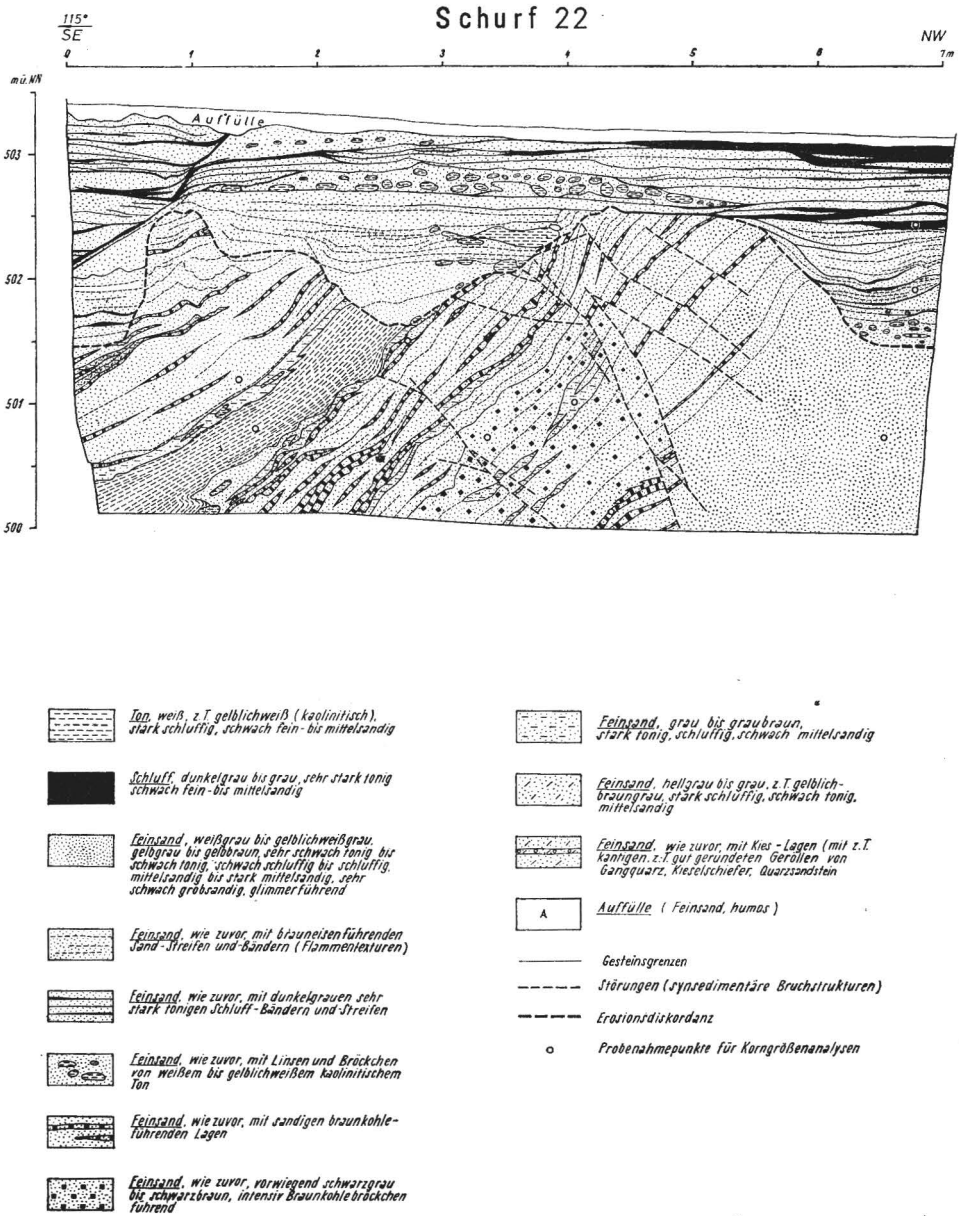 Schurf 22
115°
SE
NW
0 1 2 3 4 5 6 7m
mü.NN
Auffülle
503
502
501
500
Ton, weiß, z.T. gelblichweiß (kaolinitisch),
stark schluffig, schwach fein- bis mittelsandig
Schluff, dunkelgrau bis grau, sehr stark tonig
schwach fein- bis mittelsandig
Feinsand, weißgrau bis gelblichweißgrau,
gelbgrau bis gelbbraun, sehr schwach tonig bis
schwach tonig, schwach schluffig bis schluffig,
mittelsandig bis stark mittelsandig, sehr
schwach grobsandig, glimmerführend
Feinsand, wie zuvor, mit brauneisenführenden
Sand-Streifen und-Bändern (Flammentexturen)
Feinsand, wie zuvor, mit dunkelgrauen sehr
stark tonigen Schluff-Bändern und-Streifen
Feinsand, wie zuvor, mit Linsen und Bröckchen
von weißem bis gelblichweißem kaolinitischem
Ton
Feinsand, wie zuvor, mit sandigen braunkohle-
führenden Lagen
Feinsand, wie zuvor, vorwiegend schwarzgrau
bis schwarzbraun, intensiv Braunkohlebröckchen
führend
Feinsand, grau bis graubraun,
stark tonig, schluffig, schwach mittelsandig
Feinsand, hellgrau bis grau, z.T. gelblich-
braungrau, stark schluffig, schwach tonig,
mittelsandig
Feinsand, wie zuvor, mit Kies-Lagen (mit z.T.
kantigen, z.T. gut gerundeten Geröllen von
Gangquarz, Kieselschiefer, Quarzsandstein
A
Auffülle (Feinsand, humos)
Gesteinsgrenzen
Störungen (synsedimentäre Bruchstrukturen)
Erosionsdiskordanz
Probenahmepunkte für Korngrößenanalysen